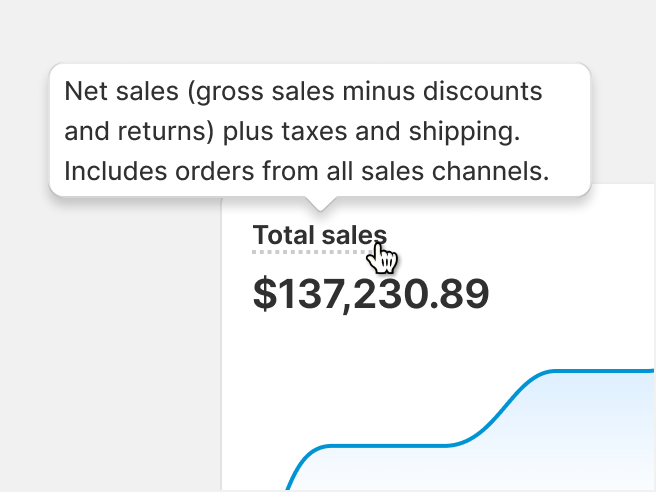 Net sales (gross sales minus discounts
and returns) plus taxes and shipping.
Includes orders from all sales channels.
Total sales
$137,230.89